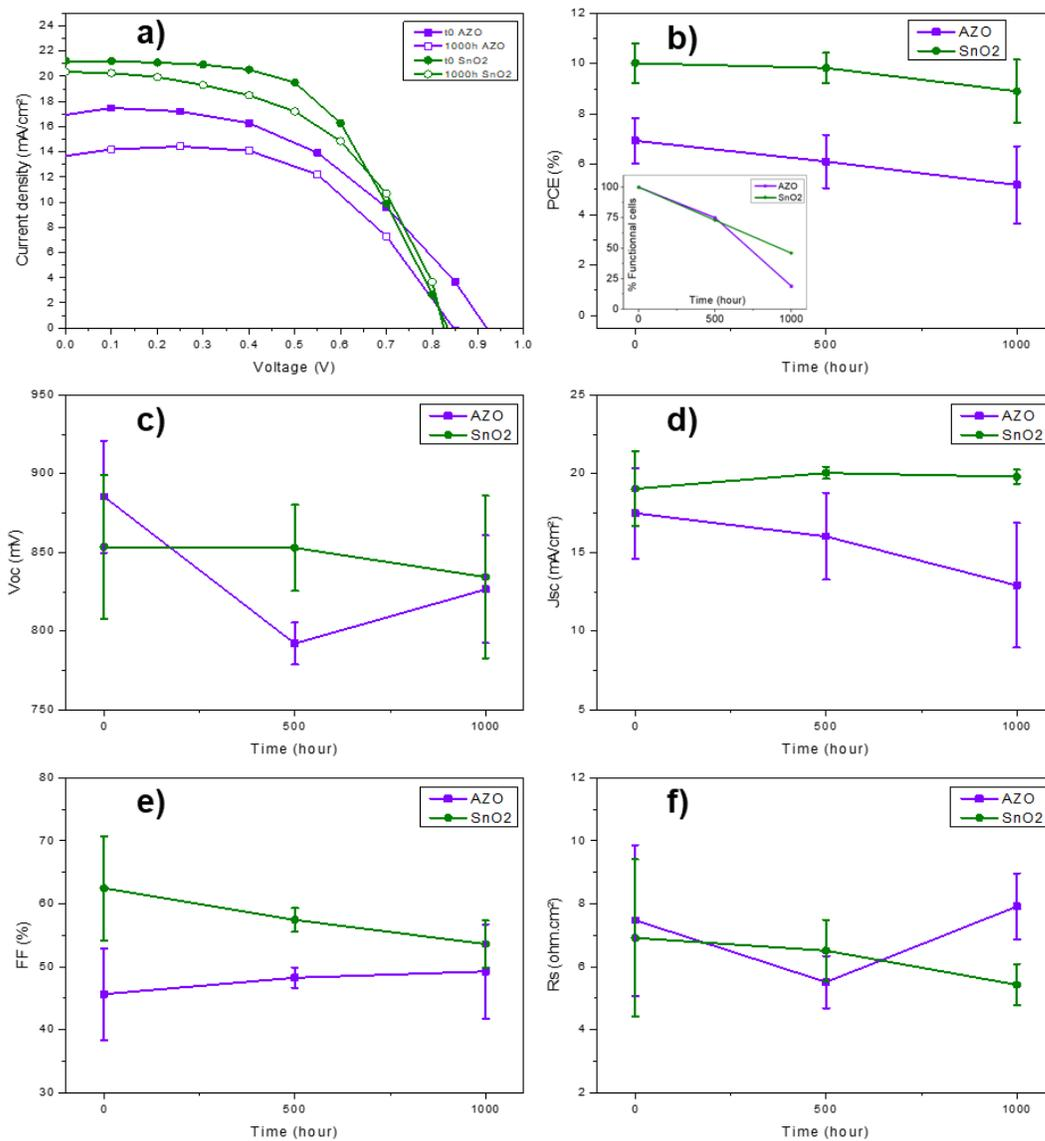 a)
t0 AZO
1000h AZO
t0 SnO2
1000h SnO2
24
22
20
18
16
14
12
10
8
6
4
2
0
Current density (mA/cm²)
0.0 0.1 0.2 0.3 0.4 0.5 0.6 0.7 0.8 0.9 1.0
Voltage (V)
b)
AZO
SnO2
12
10
8
6
4
2
0
PCE (%)
AZO
SnO2
100
75
50
25
0
% Functionnal cells
Time (hour)
0 500 1000
0 500 1000
Time (hour)
c)
AZO
SnO2
950
900
850
800
750
Voc (mV)
0 500 1000
Time (hour)
d)
AZO
SnO2
25
20
15
10
5
Jsc (mA/cm²)
0 500 1000
Time (hour)
e)
AZO
SnO2
80
70
60
50
40
30
FF (%)
0 500 1000
Time (hour)
f)
AZO
SnO2
12
10
8
6
4
2
Rs (ohm.cm²)
0 500 1000
Time (hour)